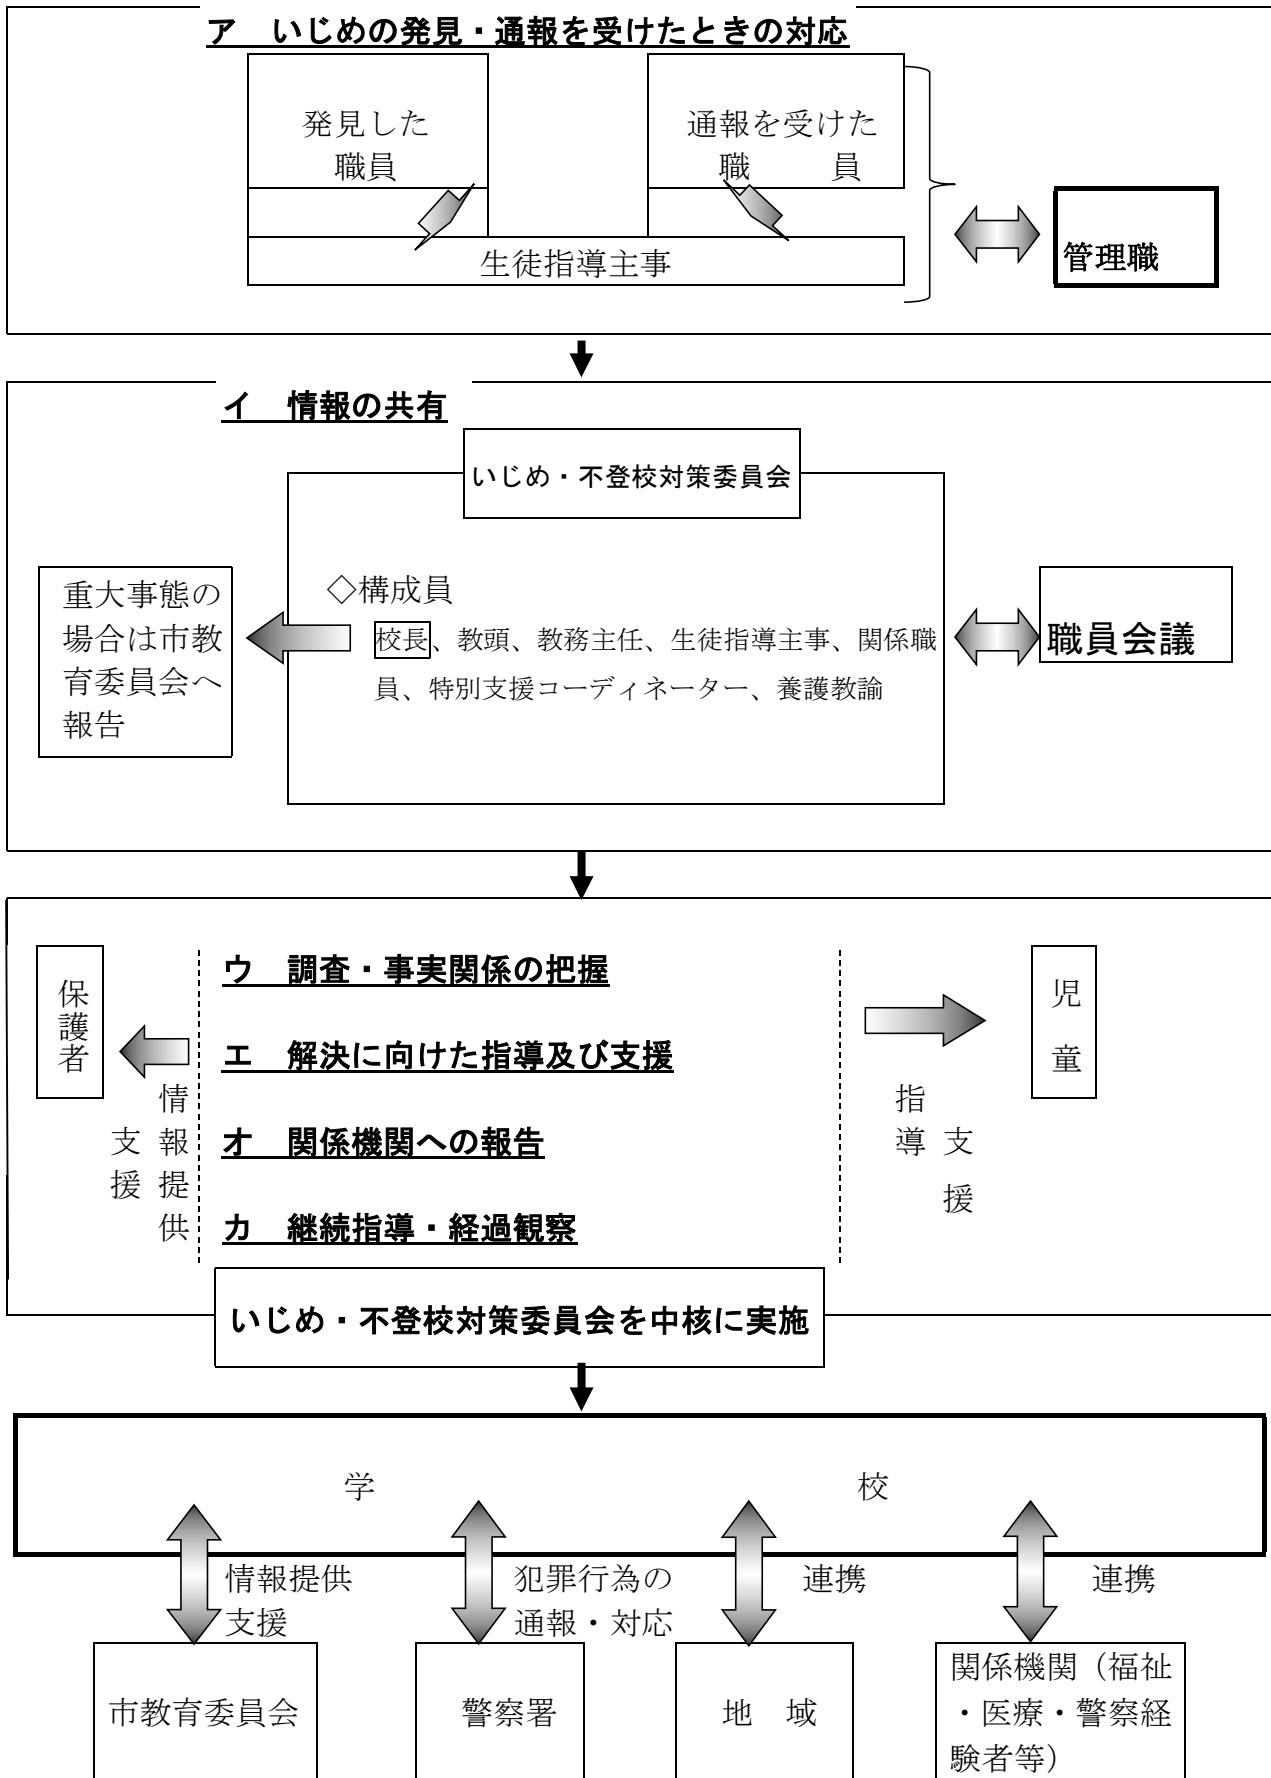 ア　いじめの発見・通報を受けたときの対応
発見した
職員
通報を受けた
職　　員
生徒指導主事
管理職
イ　情報の共有
いじめ・不登校対策委員会
重大事態の
場合は市教
育委員会へ
報告
◇構成員
校長、教頭、教務主任、生徒指導主事、関係職
員、特別支援コーディネーター、養護教諭
職員会議
保護者
情報提供
支援
ウ　調査・事実関係の把握
エ　解決に向けた指導及び支援
オ　関係機関への報告
カ　継続指導・経過観察
指導
支援
児童
いじめ・不登校対策委員会を中核に実施
学　　校
情報提供
支援
犯罪行為の
通報・対応
連携
連携
市教育委員会
警察署
地　域
関係機関（福祉
・医療・警察経
験者等）